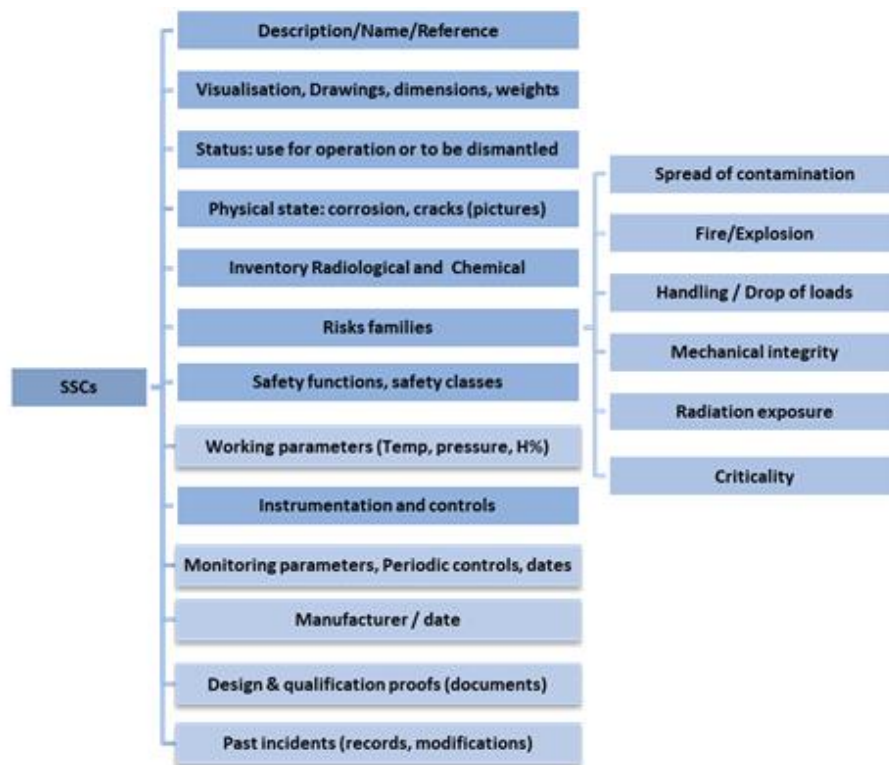 SSCs
Description/Name/Reference
Visualisation, Drawings, dimensions, weights
Status: use for operation or to be dismantled
Physical state: corrosion, cracks (pictures)
Inventory Radiological and Chemical
Risks families
Safety functions, safety classes
Working parameters (Temp, pressure, H%)
Instrumentation and controls
Monitoring parameters, Periodic controls, dates
Manufacturer / date
Design & qualification proofs (documents)
Past incidents (records, modifications)
Spread of contamination
Fire/Explosion
Handling / Drop of loads
Mechanical integrity
Radiation exposure
Criticality